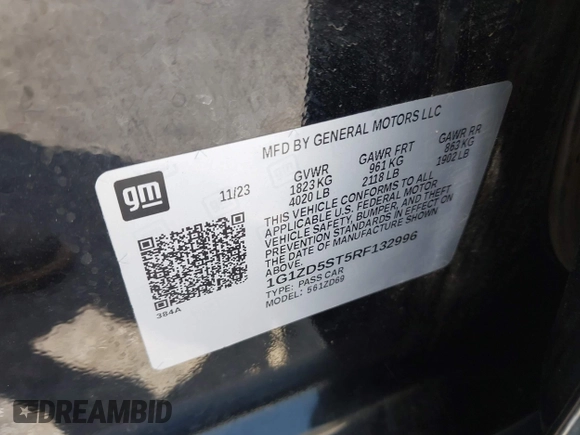 MFD BY GENERAL MOTORS LLC
gm
11/23
GVWR GAWR FRT GAWR RR
1823 KG 961 KG 863 KG
4020 LB 2118 LB 1902 LB
THIS VEHICLE CONFORMS TO ALL
APPLICABLE U.S. FEDERAL MOTOR
VEHICLE SAFETY, BUMPER, AND THEFT
PREVENTION STANDARDS IN EFFECT
ON THE DATE OF MANUFACTURE SHOWN
ABOVE.
1G1ZD5ST5RF132996
TYPE: PASS CAR
MODEL: 561ZD69
384A
DREAMBID